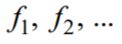 f₁, f₂, ...